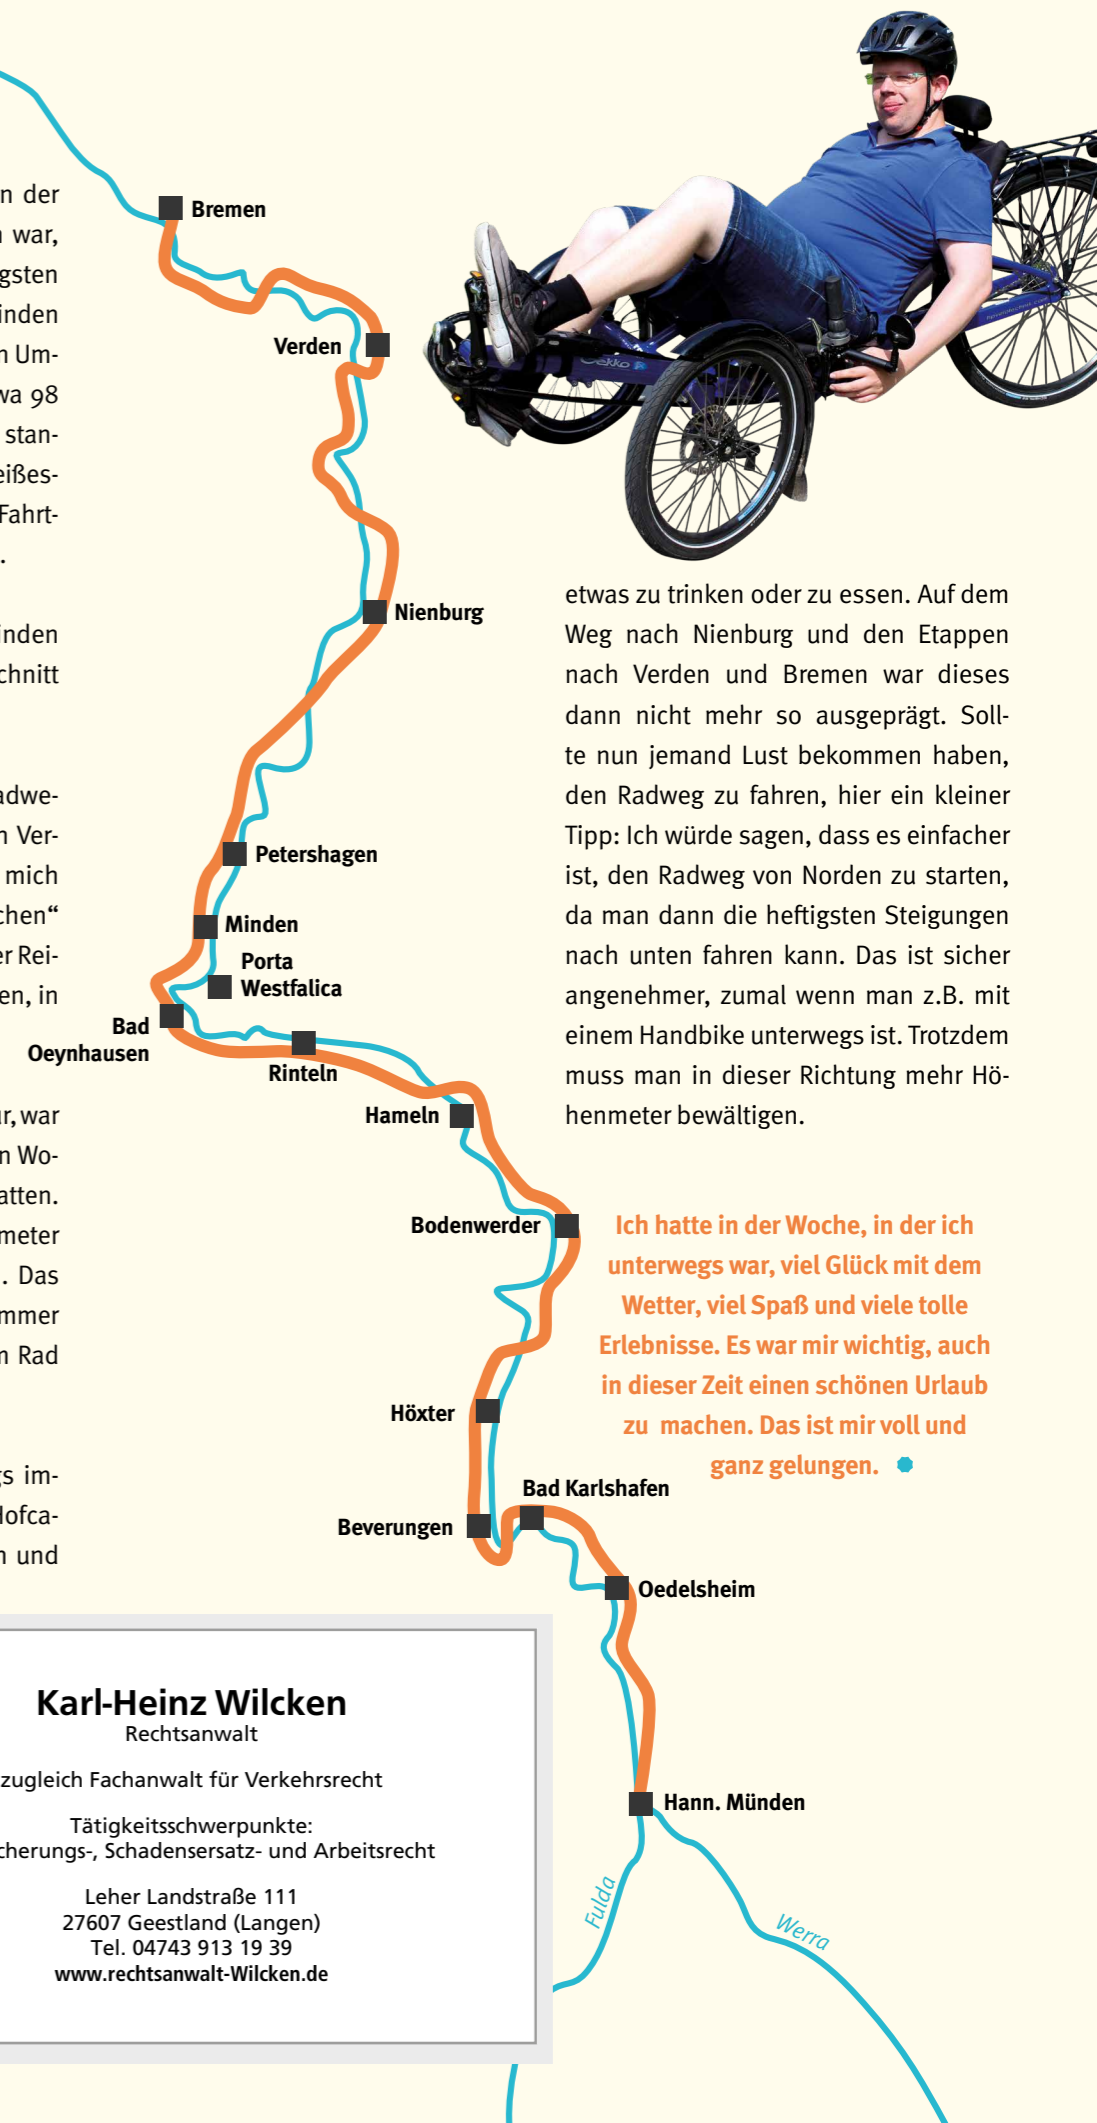 n der
war,
gsten
inden
n Um-
wa 98
stan-
eißes-
Fahrt-
.
inden
chnitt
adwe-
n Ver-
mich
chen“
er Rei-
en, in
ur, war
n Wo-
atten.
meter
. Das
mmer
n Rad
gs im-
Hofca-
n und
Bremen
Verden
Nienburg
Petershagen
Minden
Porta
Westfalica
Bad
Oeynhausen
Rinteln
Hameln
Bodenwerder
Höxter
Bad Karlshafen
Beverungen
Oedelsheim
Hann. Münden
Fulda
Werra
etwas zu trinken oder zu essen. Auf dem
Weg nach Nienburg und den Etappen
nach Verden und Bremen war dieses
dann nicht mehr so ausgeprägt. Soll-
te nun jemand Lust bekommen haben,
den Radweg zu fahren, hier ein kleiner
Tipp: Ich würde sagen, dass es einfacher
ist, den Radweg von Norden zu starten,
da man dann die heftigsten Steigungen
nach unten fahren kann. Das ist sicher
angenehmer, zumal wenn man z.B. mit
einem Handbike unterwegs ist. Trotzdem
muss man in dieser Richtung mehr Hö-
henmeter bewältigen.
Ich hatte in der Woche, in der ich
unterwegs war, viel Glück mit dem
Wetter, viel Spaß und viele tolle
Erlebnisse. Es war mir wichtig, auch
in dieser Zeit einen schönen Urlaub
zu machen. Das ist mir voll und
ganz gelungen.
Karl-Heinz Wilcken
Rechtsanwalt
zugleich Fachanwalt für Verkehrsrecht
Tätigkeitsschwerpunkte:
cherungs-, Schadensersatz- und Arbeitsrecht
Leher Landstraße 111
27607 Geestland (Langen)
Tel. 04743 913 19 39
www.rechtsanwalt-Wilcken.de